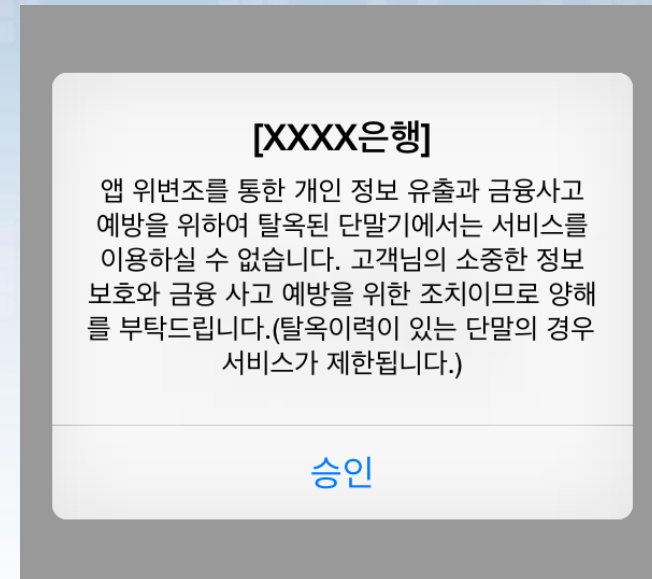 [XXXX은행]
앱 위변조를 통한 개인 정보 유출과 금융사고
예방을 위하여 탈옥된 단말기에서는 서비스를
이용하실 수 없습니다. 고객님의 소중한 정보
보호와 금융 사고 예방을 위한 조치이므로 양해
를 부탁드립니다.(탈옥이력이 있는 단말의 경우
서비스가 제한됩니다.)
승인